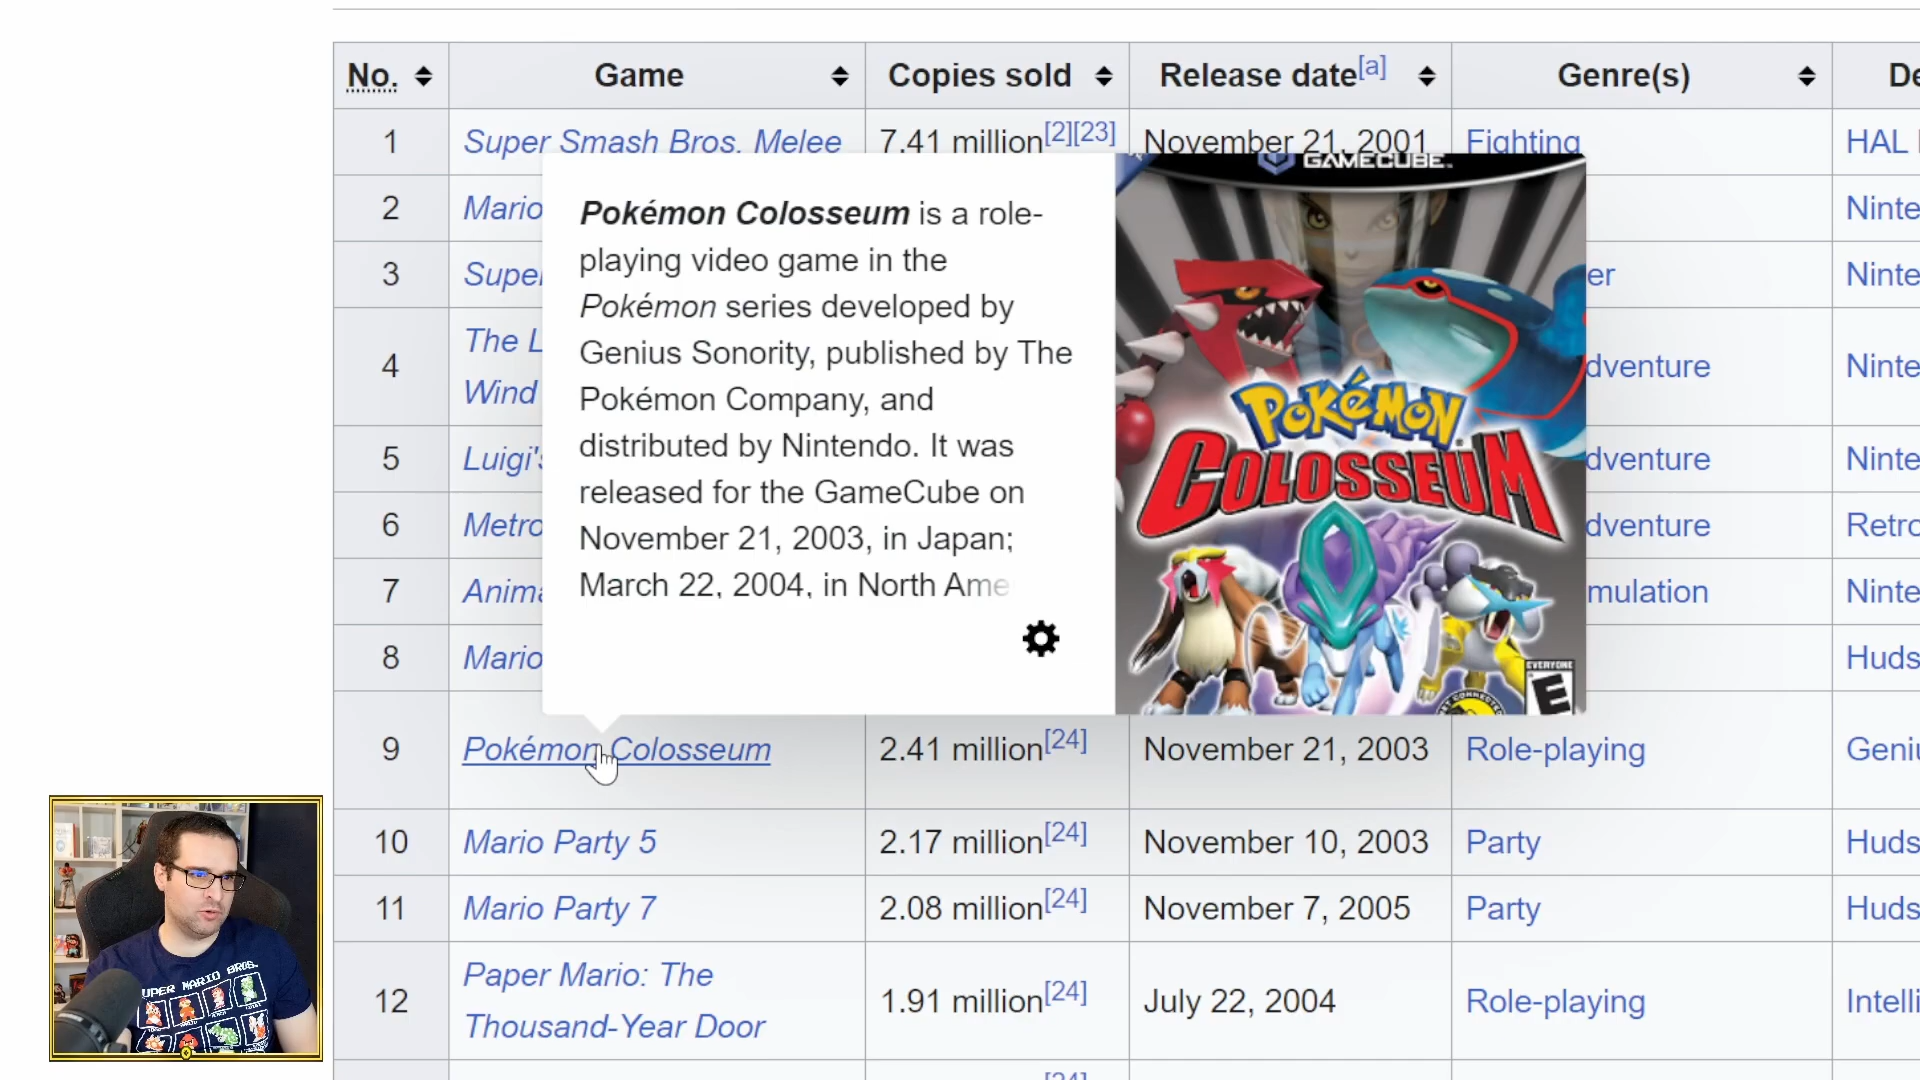 No. Game Copies sold Release date[a] Genre(s) De
1 Super Smash Bros. Melee 7.41 million[2][23] November 21, 2001 Fighting HAL
2 Mario Ninte
3 Super er Ninte
4 The L dventure Ninte
Wind
5 Luigi's dventure Ninte
6 Metro dventure Retro
7 Anima mulation Ninte
8 Mario Huds
Pokémon Colosseum is a role-
playing video game in the
Pokémon series developed by
Genius Sonority, published by The
Pokémon Company, and
distributed by Nintendo. It was
released for the GameCube on
November 21, 2003, in Japan;
March 22, 2004, in North Ame
GAMECUBE
POKéMON
COLOSSEUM
EVERYONE
E
9 Pokémon Colosseum 2.41 million[24] November 21, 2003 Role-playing Geniu
10 Mario Party 5 2.17 million[24] November 10, 2003 Party Huds
11 Mario Party 7 2.08 million[24] November 7, 2005 Party Huds
12 Paper Mario: The 1.91 million[24] July 22, 2004 Role-playing Intelli
Thousand-Year Door
[24]
UPER MARIO BROS.